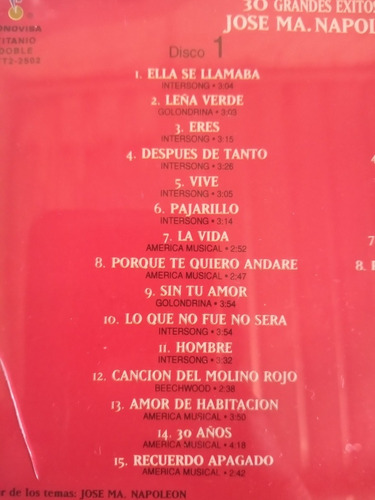 30 GRANDES EXITOS
JOSE MA. NAPOL
TITANIO
DOBLE
Disco 1
1. ELLA SE LLAMABA
INTERSONG • 3:04
2. LEÑA VERDE
GOLONDRINA • 3:03
3. ERES
INTERSONG • 3:15
4. DESPUES DE TANTO
INTERSONG • 3:26
5. VIVE
INTERSONG • 3:05
6. PAJARILLO
INTERSONG • 3:14
7. LA VIDA
AMERICA MUSICAL • 2:52
8. PORQUE TE QUIERO ANDARE
AMERICA MUSICAL • 2:47
9. SIN TU AMOR
GOLONDRINA • 3:54
10. LO QUE NO FUE NO SERA
INTERSONG • 3:54
11. HOMBRE
INTERSONG • 3:32
12. CANCION DEL MOLINO ROJO
BEECHWOOD • 2:38
13. AMOR DE HABITACION
AMERICA MUSICAL • 3:50
14. 30 AÑOS
AMERICA MUSICAL • 4:18
15. RECUERDO APAGADO
AMERICA MUSICAL • 2:42
r de los temas: JOSE MA. NAPOLEON